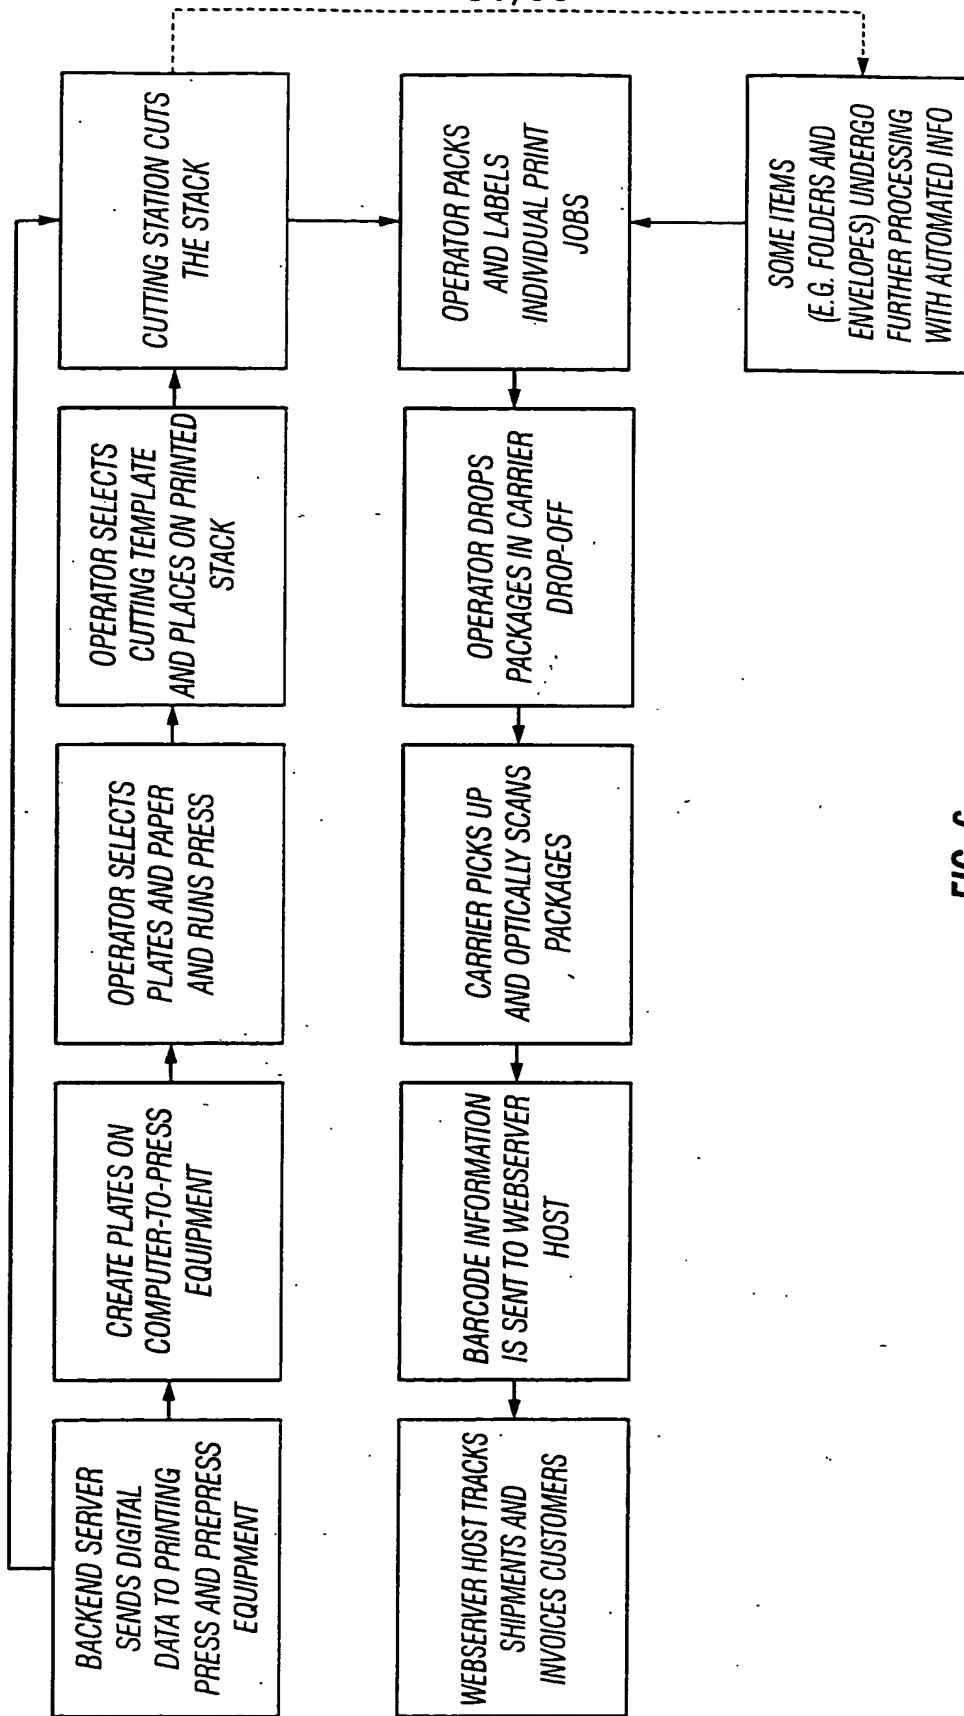 BACKEND SERVER
SENDS DIGITAL
DATA TO PRINTING
PRESS AND PREPRESS
EQUIPMENT
CREATE PLATES ON
COMPUTER-TO-PRESS
EQUIPMENT
OPERATOR SELECTS
PLATES AND PAPER
AND RUNS PRESS
OPERATOR SELECTS
CUTTING TEMPLATE
AND PLACES ON PRINTED
STACK
CUTTING STATION CUTS
THE STACK
WEBSERVER HOST TRACKS
SHIPMENTS AND
INVOICES CUSTOMERS
BARCODE INFORMATION
IS SENT TO WEBSERVER
HOST
CARRIER PICKS UP
AND OPTICALLY SCANS
PACKAGES
OPERATOR DROPS
PACKAGES IN CARRIER
DROP-OFF
OPERATOR PACKS
AND LABELS
INDIVIDUAL PRINT
JOBS
SOME ITEMS
(E.G. FOLDERS AND
ENVELOPES) UNDERGO
FURTHER PROCESSING
WITH AUTOMATED INFO